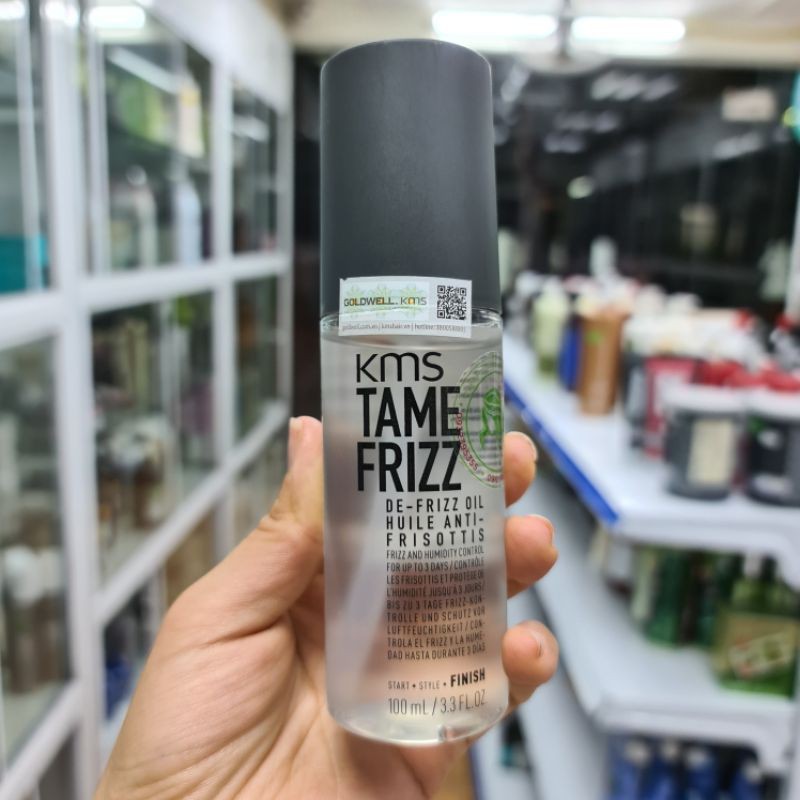 GOLDWELL. kms
kms
TAME
FRIZZ
DE-FRIZZ OIL
HUILE ANTI-
FRISOTTIS
FRIZZ AND HUMIDITY CONTROL
FOR UP TO 3 DAYS / CONTRÔLE
LES FRISOTTIS ET PROTÈGE DE
L'HUMIDITÉ JUSQU'À 3 JOURS /
BIS ZU 3 TAGE FRIZZ-KON-
TROLLE UND SCHUTZ VOR
LUFTFEUCHTIGKEIT / CON-
TROLA EL FRIZZ Y LA HUME-
DAD HASTA DURANTE 3 DÍAS
START + STYLE + FINISH
100 mL / 3.3 FL.OZ